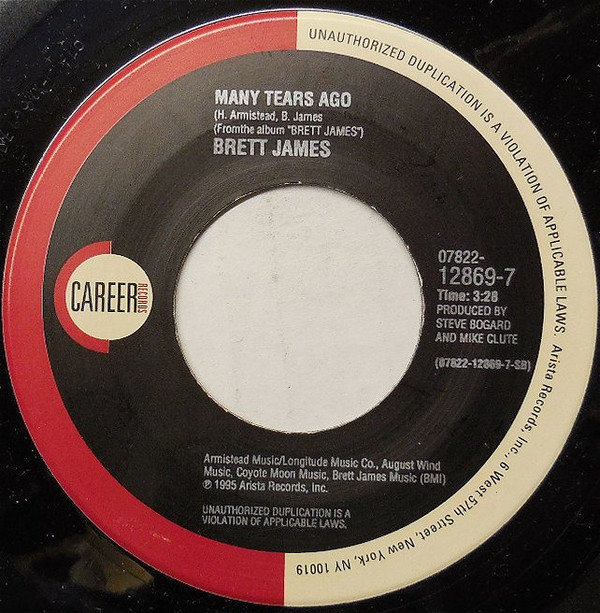 MANY TEARS AGO
(H. Armistead, B. James
(Fromthe album "BRETT JAMES")
BRETT JAMES
CAREER
RECORDS
07822-
12869-7
Time: 3:28
PRODUCED BY
STEVE BOGARD
AND MIKE CLUTE
(07822-12869-7-SB)
Armistead Music/Longitude Music Co., August Wind
Music, Coyote Moon Music, Brett James Music (BMI)
℗ 1995 Arista Records, Inc.
UNAUTHORIZED DUPLICATION IS A
VIOLATION OF APPLICABLE LAWS.
UNAUTHORIZED DUPLICATION IS A VIOLATION OF APPLICABLE LAWS. Arista Records, Inc., 6 West 57th Street, New York, NY 10019